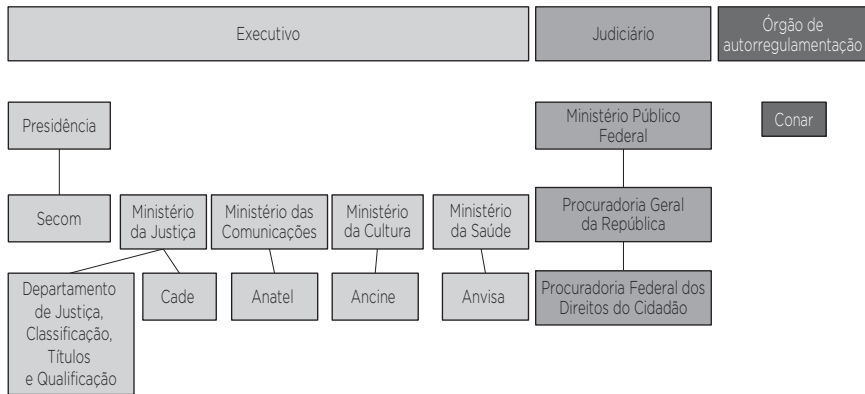 Executivo
Judiciário
Órgão de
autorregulamentação
Presidência
Ministério Público
Federal
Conar
Secom
Ministério
da Justiça
Ministério das
Comunicações
Ministério
da Cultura
Ministério
da Saúde
Procuradoria Geral
da República
Departamento
de Justiça,
Classificação,
Títulos
e Qualificação
Cade
Anatel
Ancine
Anvisa
Procuradoria Federal dos
Direitos do Cidadão